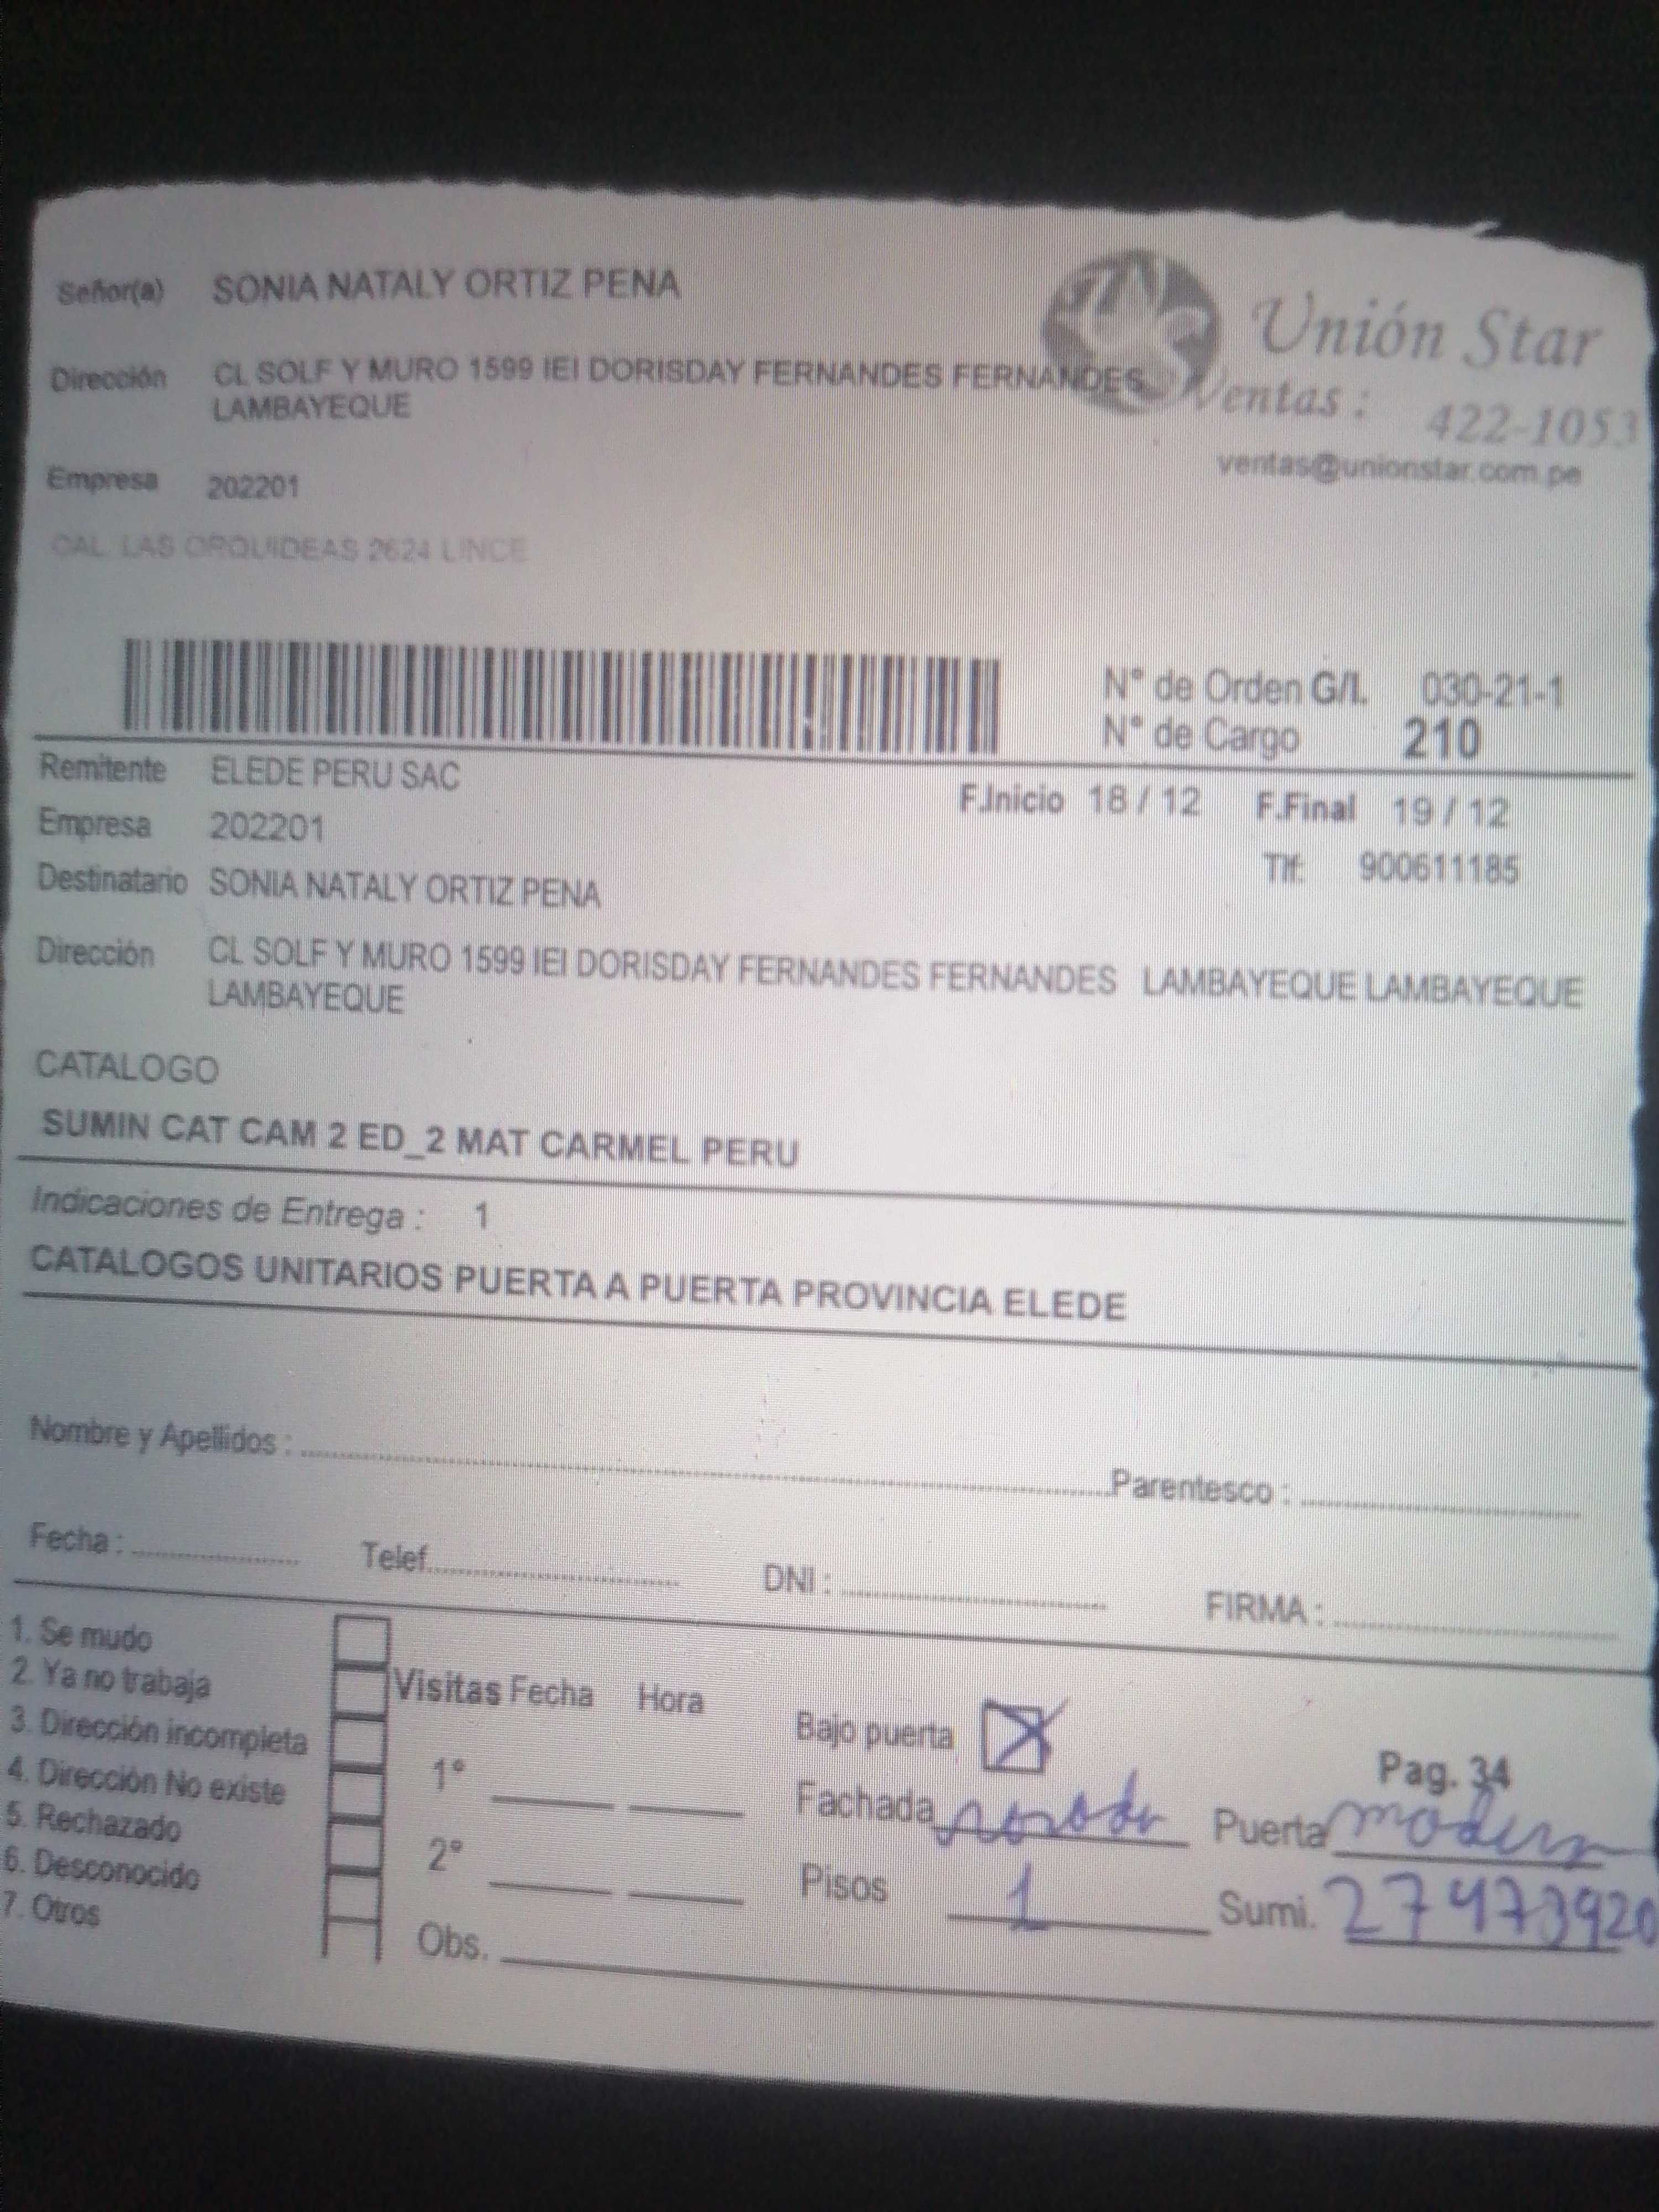 Señor(a) SONIA NATALY ORTIZ PENA
Unión Star
Dirección CL SOLF Y MURO 1599 IEI DORISDAY FERNANDES FERNANDES
LAMBAYEQUE
Ventas : 422-1053
ventas@unionstar.com.pe
Empresa 202201
CAL. LAS ORQUIDEAS 2624 LINCE
N° de Orden G/L 030-21-1
N° de Cargo 210
Remitente ELEDE PERU SAC
F.Inicio 18 / 12 F.Final 19 / 12
Empresa 202201
Tlf: 900611185
Destinatario SONIA NATALY ORTIZ PENA
Dirección CL SOLF Y MURO 1599 IEI DORISDAY FERNANDES FERNANDES LAMBAYEQUE LAMBAYEQUE
LAMBAYEQUE
CATALOGO
SUMIN CAT CAM 2 ED_2 MAT CARMEL PERU
Indicaciones de Entrega : 1
CATALOGOS UNITARIOS PUERTA A PUERTA PROVINCIA ELEDE
Nombre y Apellidos : Parentesco :
Fecha : Telef. DNI : FIRMA :
1. Se mudo
2. Ya no trabaja
3. Dirección incompleta
4. Dirección No existe
5. Rechazado
6. Desconocido
7. Otros
Visitas Fecha Hora
1°
2°
Obs.
Bajo puerta X
Pag. 34
Fachada
Puerta
Pisos 1
Sumi. 27473920